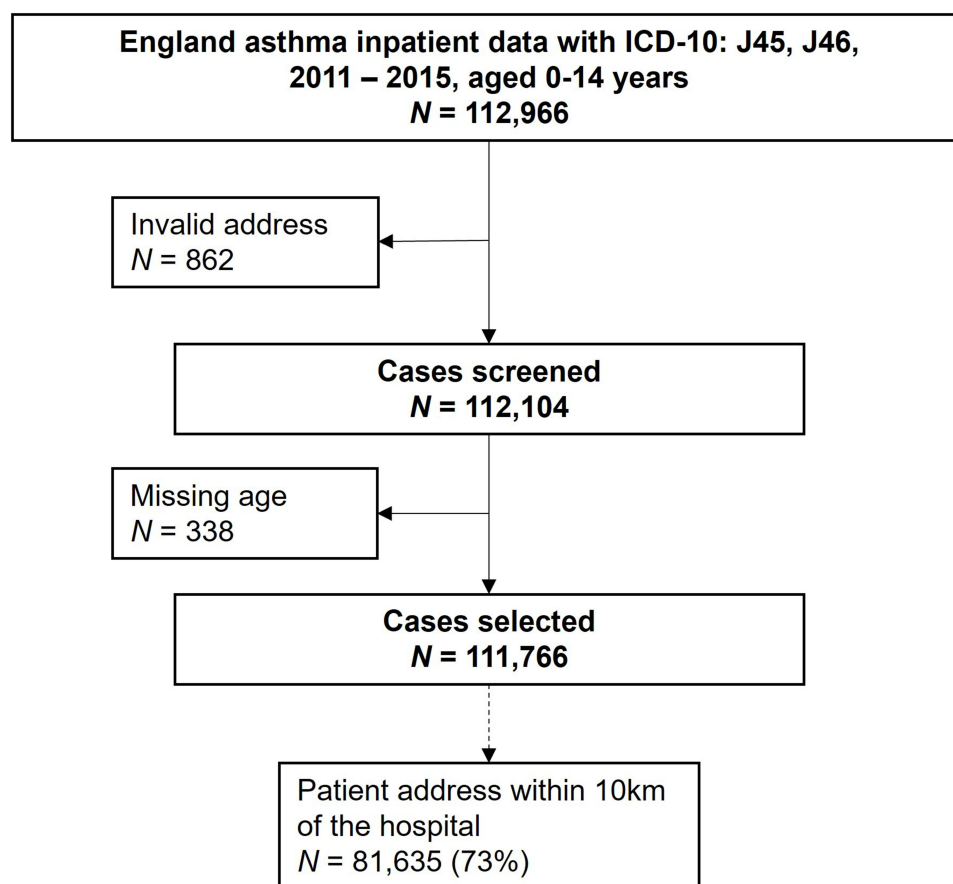 England asthma inpatient data with ICD-10: J45, J46,
2011 – 2015, aged 0-14 years
N = 112,966
Invalid address
N = 862
Cases screened
N = 112,104
Missing age
N = 338
Cases selected
N = 111,766
Patient address within 10km
of the hospital
N = 81,635 (73%)